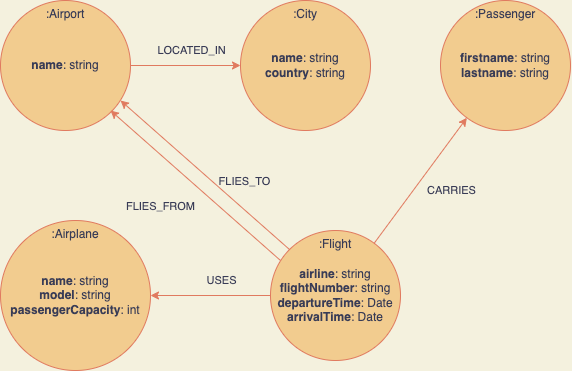 :Airport
name: string
LOCATED_IN
:City
name: string
country: string
:Passenger
firstname: string
lastname: string
FLIES_TO
FLIES_FROM
CARRIES
:Airplane
name: string
model: string
passengerCapacity: int
USES
:Flight
airline: string
flightNumber: string
departureTime: Date
arrivalTime: Date